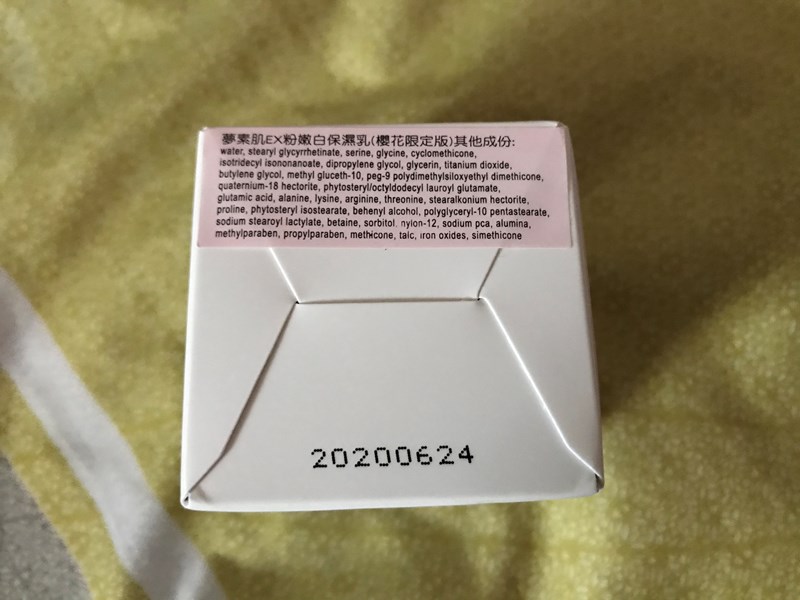 夢素肌EX粉嫩白保濕乳(櫻花限定版)其他成份:
water, stearyl glycyrrhetinate, serine, glycine, cyclomethicone,
isotridecyl isononanoate, dipropylene glycol, glycerin, titanium dioxide,
butylene glycol, methyl gluceth-10, peg-9 polydimethylsiloxyethyl dimethicone,
quaternium-18 hectorite, phytosteryl/octyldodecyl lauroyl glutamate,
glutamic acid, alanine, lysine, arginine, threonine, stearalkonium hectorite,
proline, phytosteryl isostearate, behenyl alcohol, polyglyceryl-10 pentastearate,
sodium stearoyl lactylate, betaine, sorbitol, nylon-12, sodium pca, alumina,
methylparaben, propylparaben, methicone, talc, iron oxides, simethicone
20200624